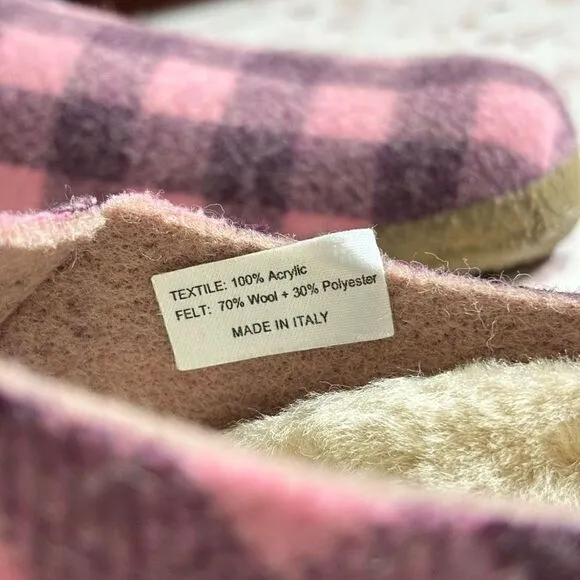 TEXTILE: 100% Acrylic
FELT: 70% Wool + 30% Polyester
MADE IN ITALY